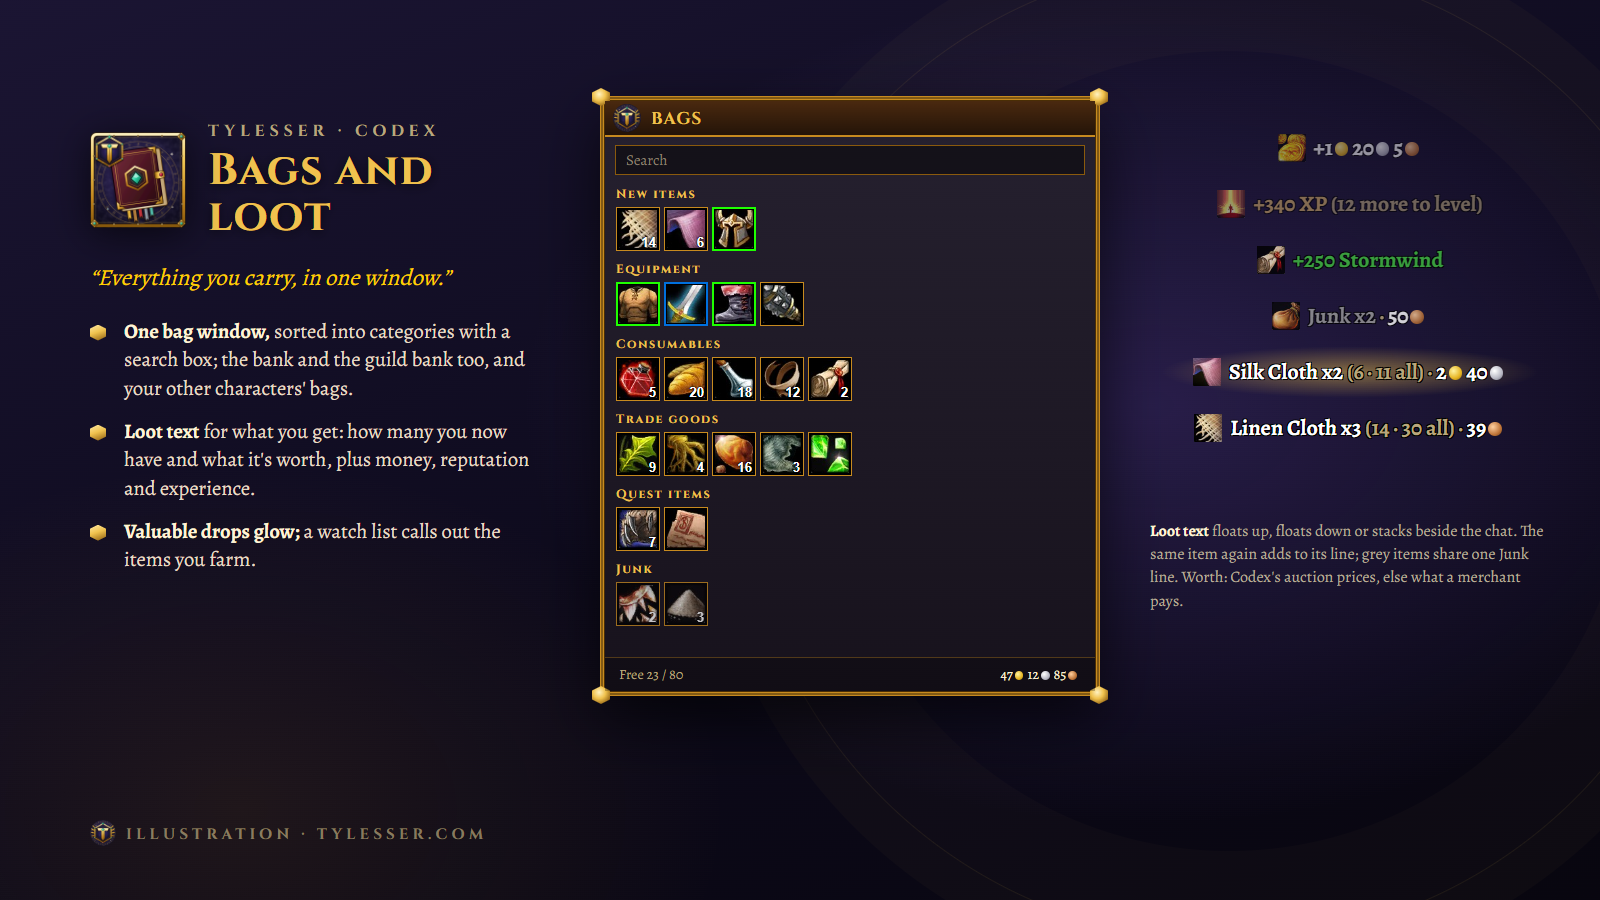 TYLESSER · CODEX
BAGS AND
LOOT
“Everything you carry, in one window.”
One bag window, sorted into categories with a
search box; the bank and the guild bank too, and
your other characters' bags.
Loot text for what you get: how many you now
have and what it's worth, plus money, reputation
and experience.
Valuable drops glow; a watch list calls out the
items you farm.
ILLUSTRATION · TYLESSER.COM
BAGS
Search
NEW ITEMS
14 6
EQUIPMENT
CONSUMABLES
5 20 18 12 2
TRADE GOODS
9 4 16 3
QUEST ITEMS
7
JUNK
2 3
Free 23 / 80
47 12 85
+1 20 5
+340 XP (12 more to level)
+250 Stormwind
Junk x2 · 50
Silk Cloth x2 (6 · 11 all) · 2 40
Linen Cloth x3 (14 · 30 all) · 39
Loot text floats up, floats down or stacks beside the chat. The
same item again adds to its line; grey items share one Junk
line. Worth: Codex's auction prices, else what a merchant
pays.